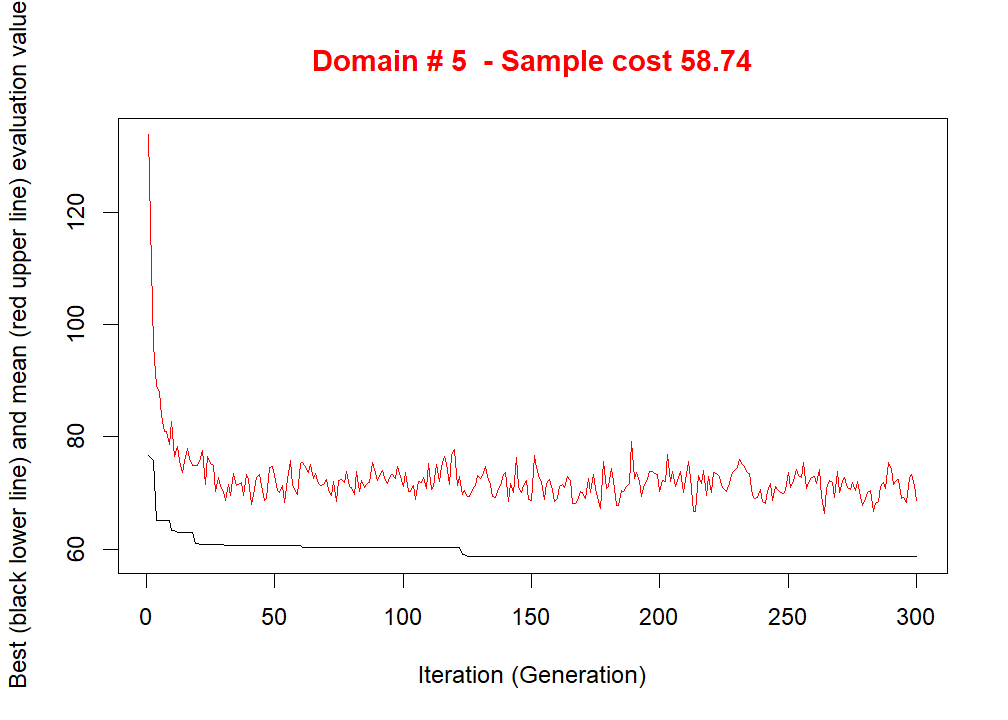 Domain # 5  - Sample cost 58.74
Best (black lower line) and mean (red upper line) evaluation value
120
100
80
60
0 50 100 150 200 250 300
Iteration (Generation)